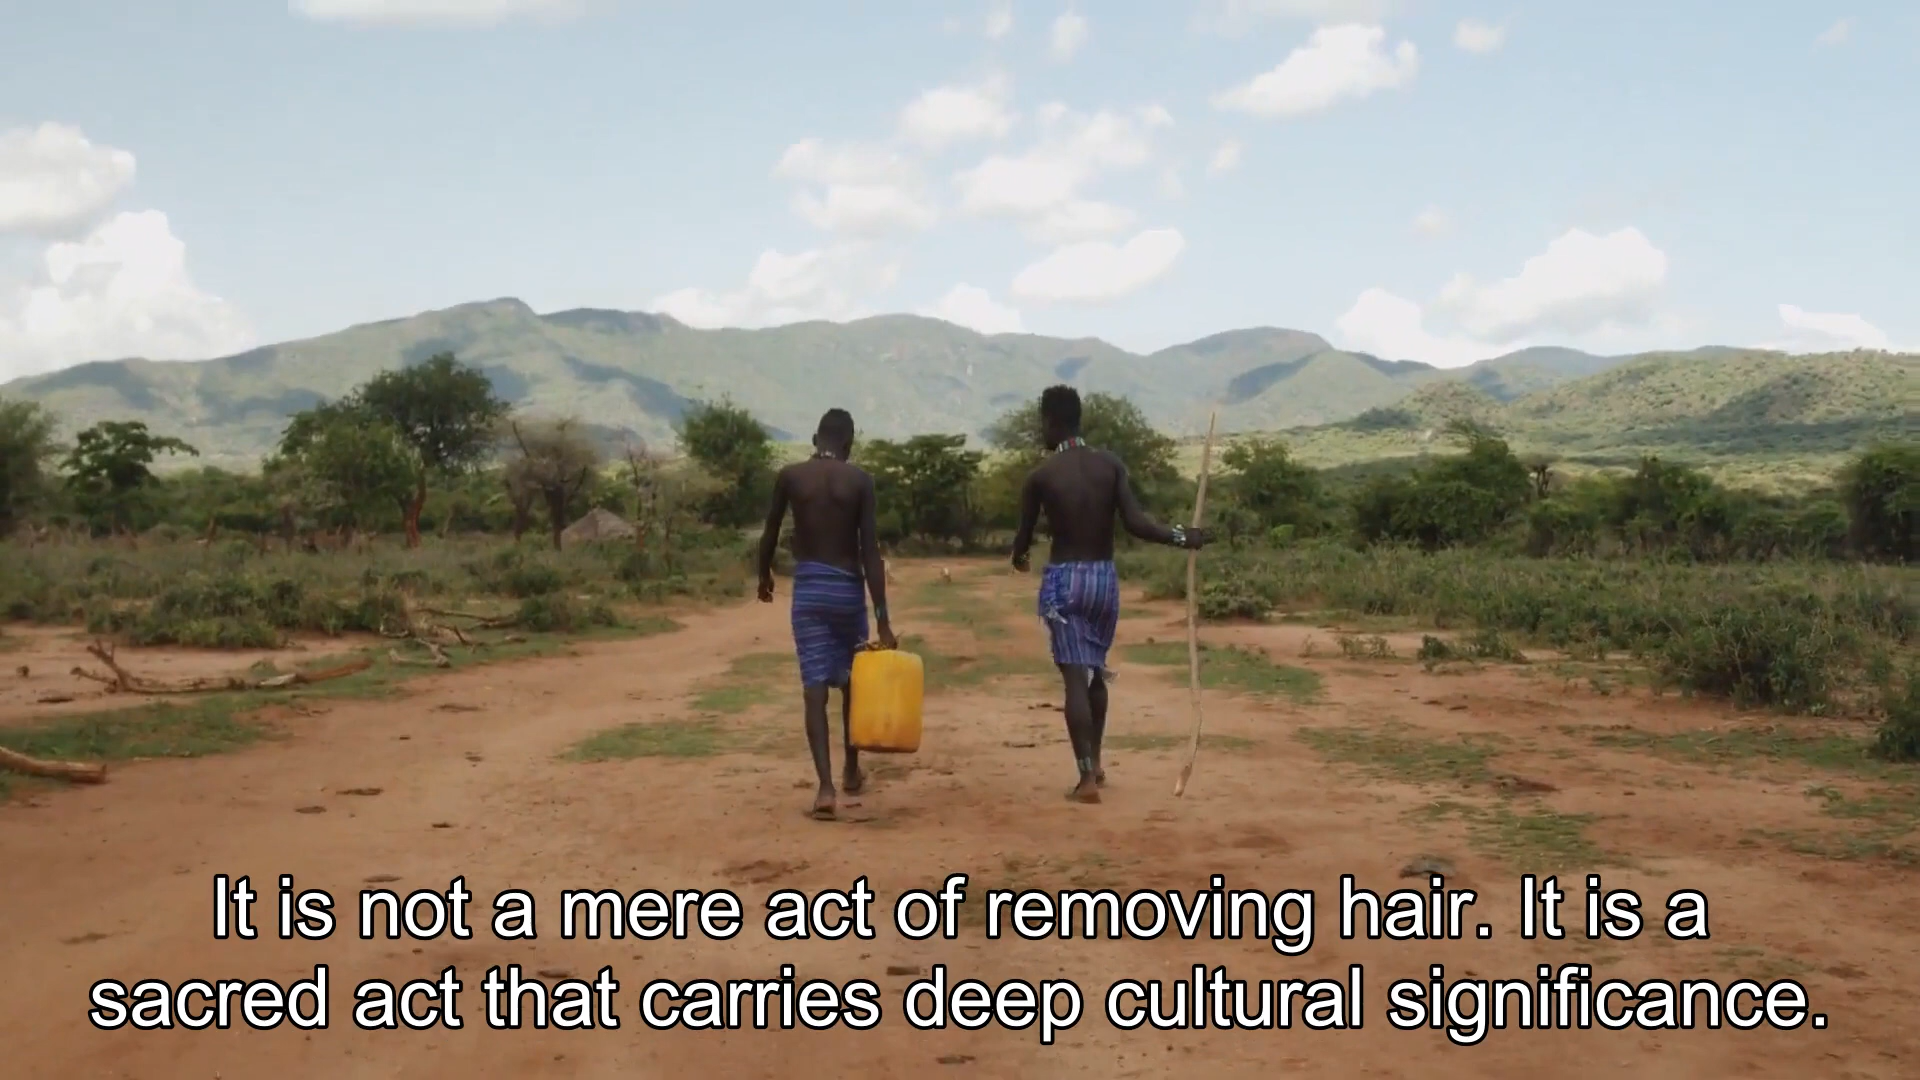 It is not a mere act of removing hair. It is a
sacred act that carries deep cultural significance.